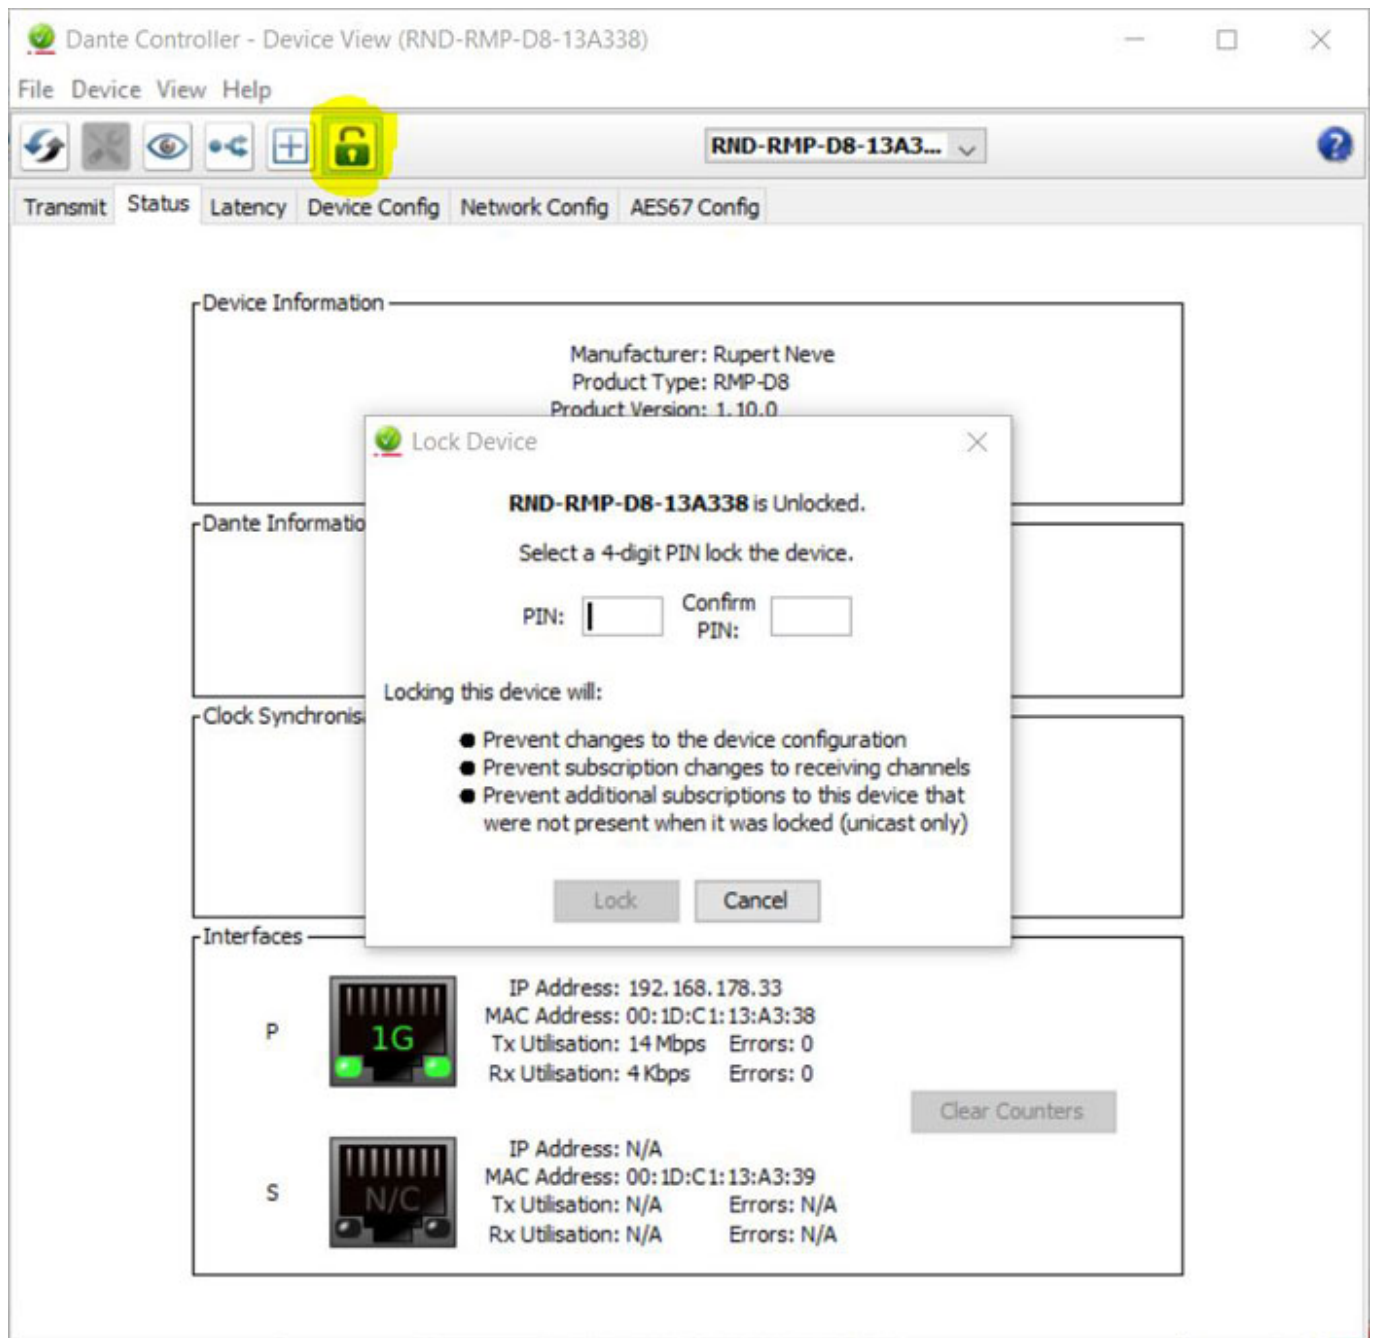 Dante Controller - Device View (RND-RMP-D8-13A338)
File Device View Help
RND-RMP-D8-13A3...
Transmit Status Latency Device Config Network Config AES67 Config
Device Information
Manufacturer: Rupert Neve
Product Type: RMP-D8
Product Version: 1.10.0
Lock Device
RND-RMP-D8-13A338 is Unlocked.
Dante Informatio
Select a 4-digit PIN lock the device.
PIN:
Confirm
PIN:
Locking this device will:
Clock Synchronis
Prevent changes to the device configuration
Prevent subscription changes to receiving channels
Prevent additional subscriptions to this device that
were not present when it was locked (unicast only)
Lock Cancel
Interfaces
P
1G
IP Address: 192.168.178.33
MAC Address: 00:1D:C1:13:A3:38
Tx Utilisation: 14 Mbps Errors: 0
Rx Utilisation: 4 Kbps Errors: 0
Clear Counters
S
N/C
IP Address: N/A
MAC Address: 00:1D:C1:13:A3:39
Tx Utilisation: N/A Errors: N/A
Rx Utilisation: N/A Errors: N/A